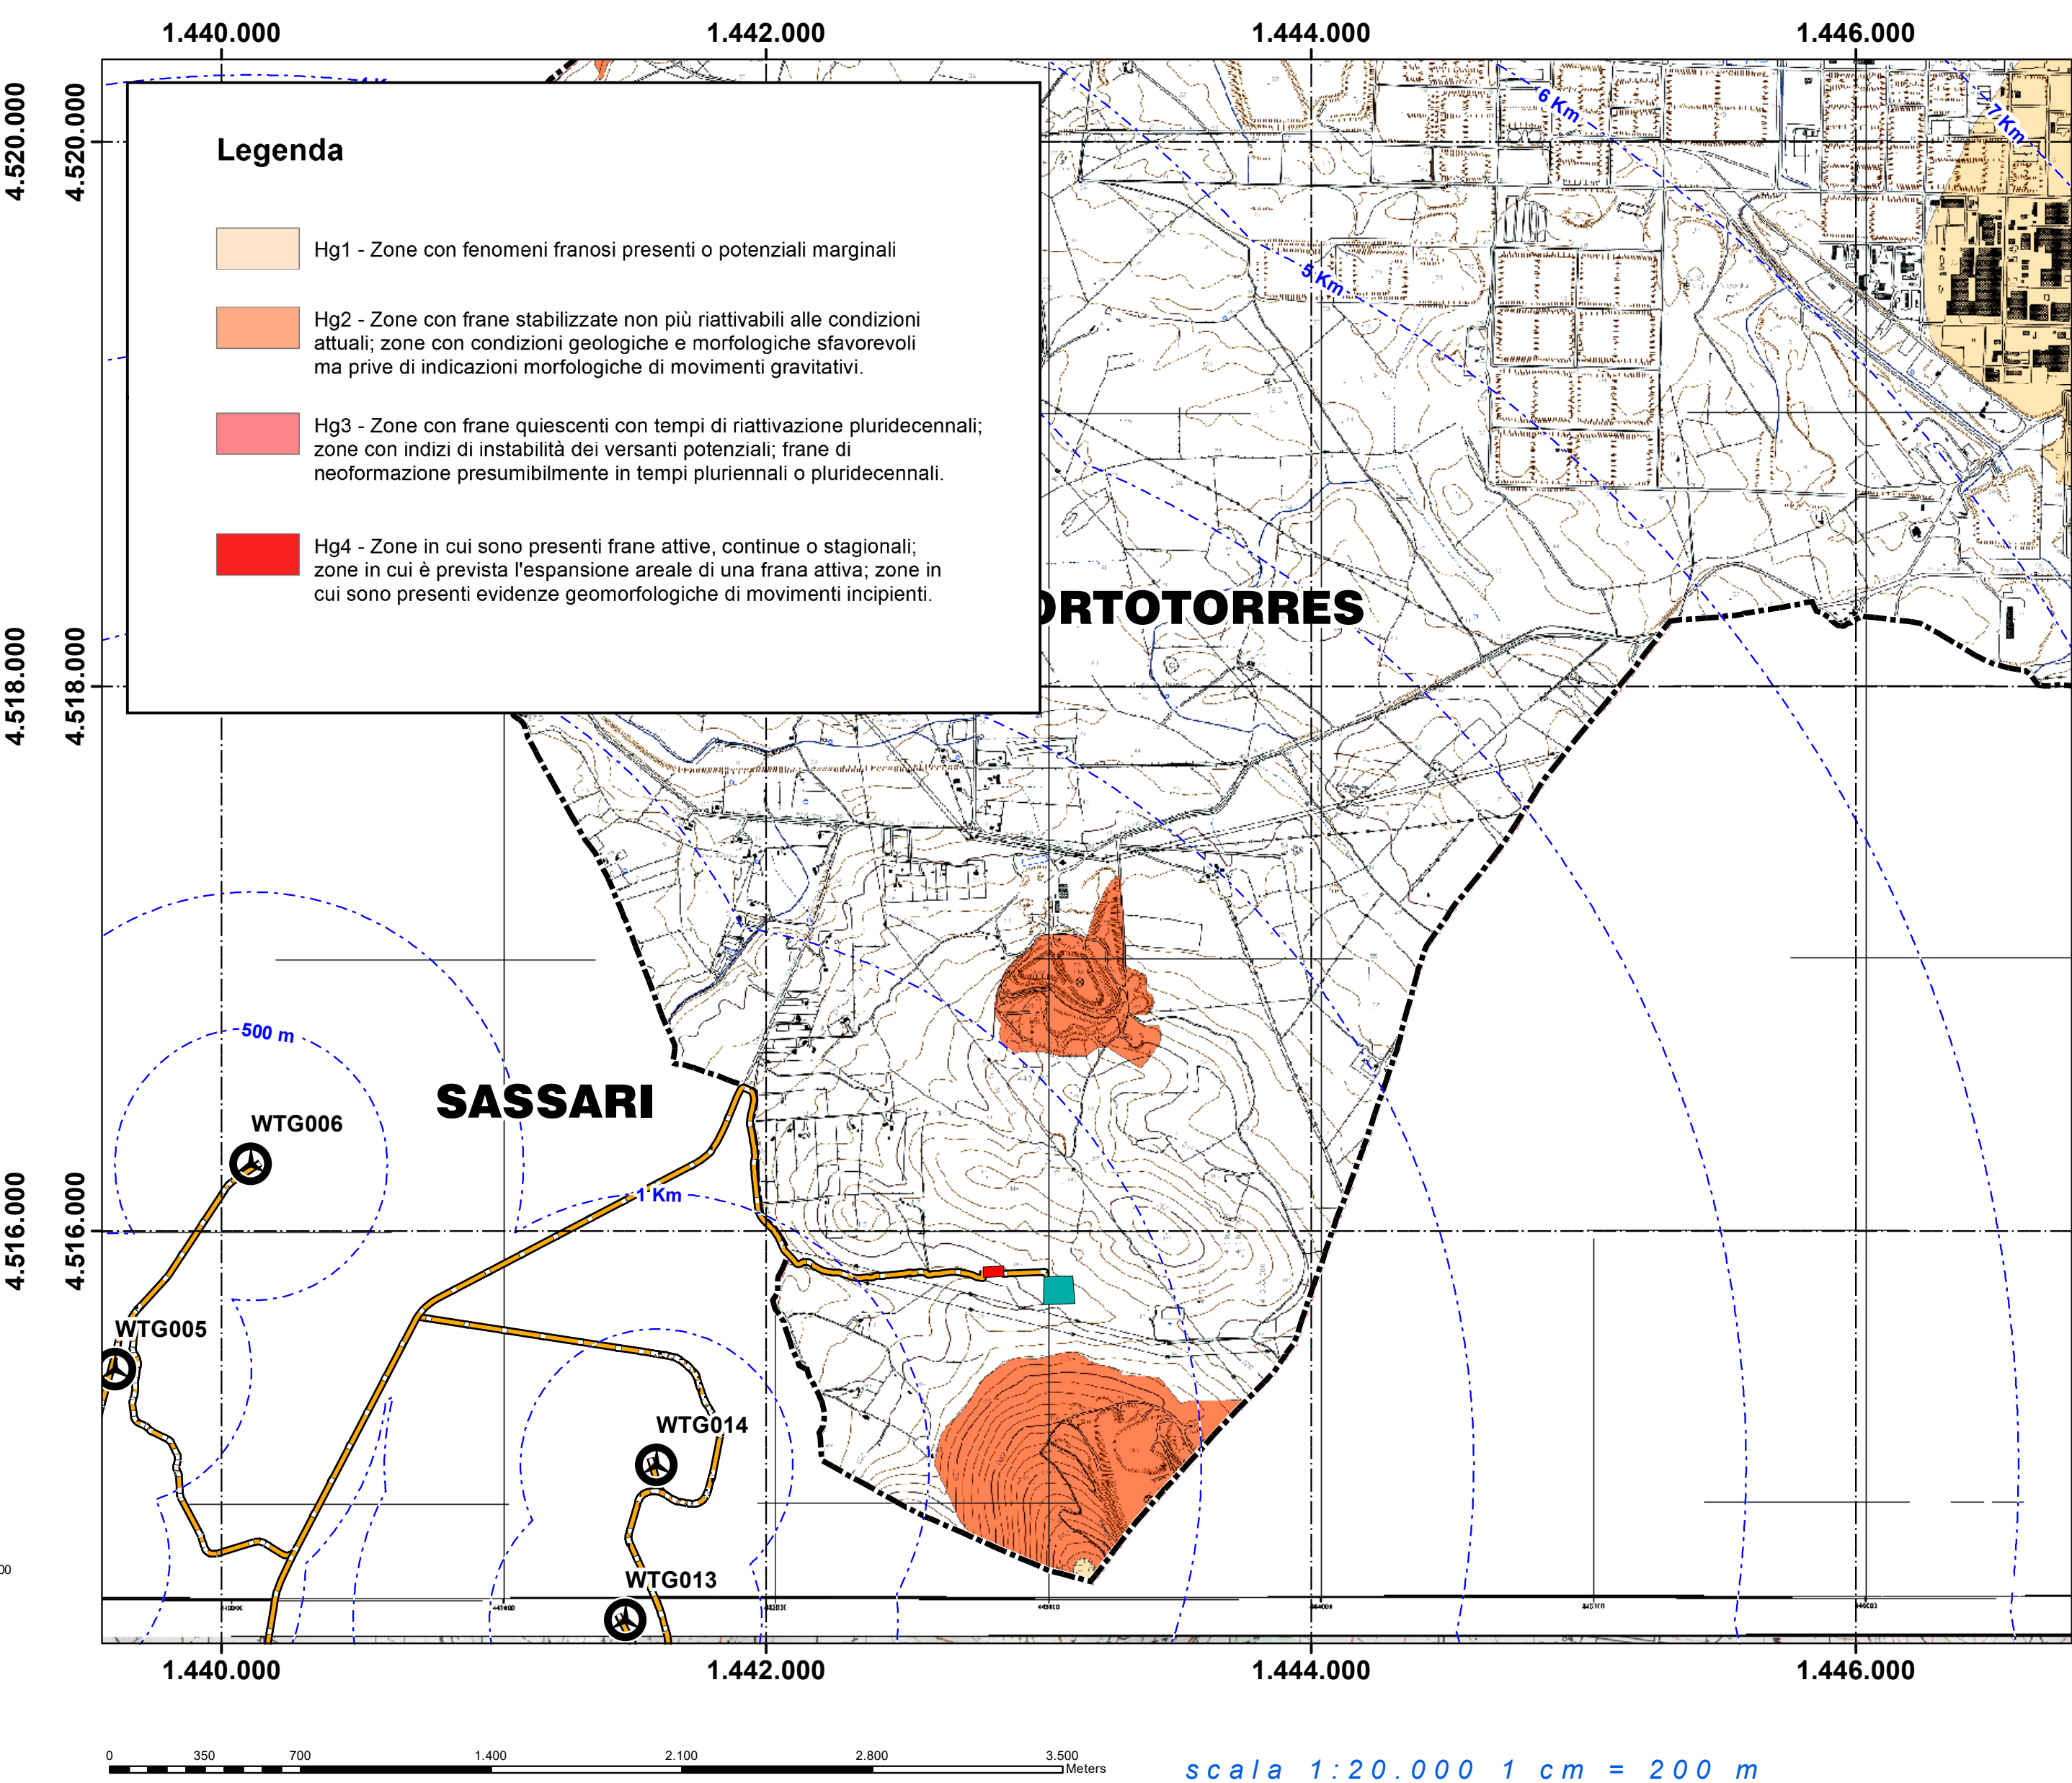 1.440.000
1.442.000
1.444.000
1.446.000
4.520.000
4.520.000
4.518.000
4.518.000
4.516.000
4.516.000
Legenda
Hg1 - Zone con fenomeni franosi presenti o potenziali marginali
Hg2 - Zone con frane stabilizzate non più riattivabili alle condizioni
attuali; zone con condizioni geologiche e morfologiche sfavorevoli
ma prive di indicazioni morfologiche di movimenti gravitativi.
Hg3 - Zone con frane quiescenti con tempi di riattivazione pluridecennali;
zone con indizi di instabilità dei versanti potenziali; frane di
neoformazione presumibilmente in tempi pluriennali o pluridecennali.
Hg4 - Zone in cui sono presenti frane attive, continue o stagionali;
zone in cui è prevista l'espansione areale di una frana attiva; zone in
cui sono presenti evidenze geomorfologiche di movimenti incipienti.
6 Km
7 Km
5 Km
ORTOTORRES
500 m
SASSARI
WTG006
1 Km
WTG005
WTG014
WTG013
00
1.440.000
1.442.000
1.444.000
1.446.000
0 350 700 1.400 2.100 2.800 3.500
Meters
scala 1:20.000 1 cm = 200 m